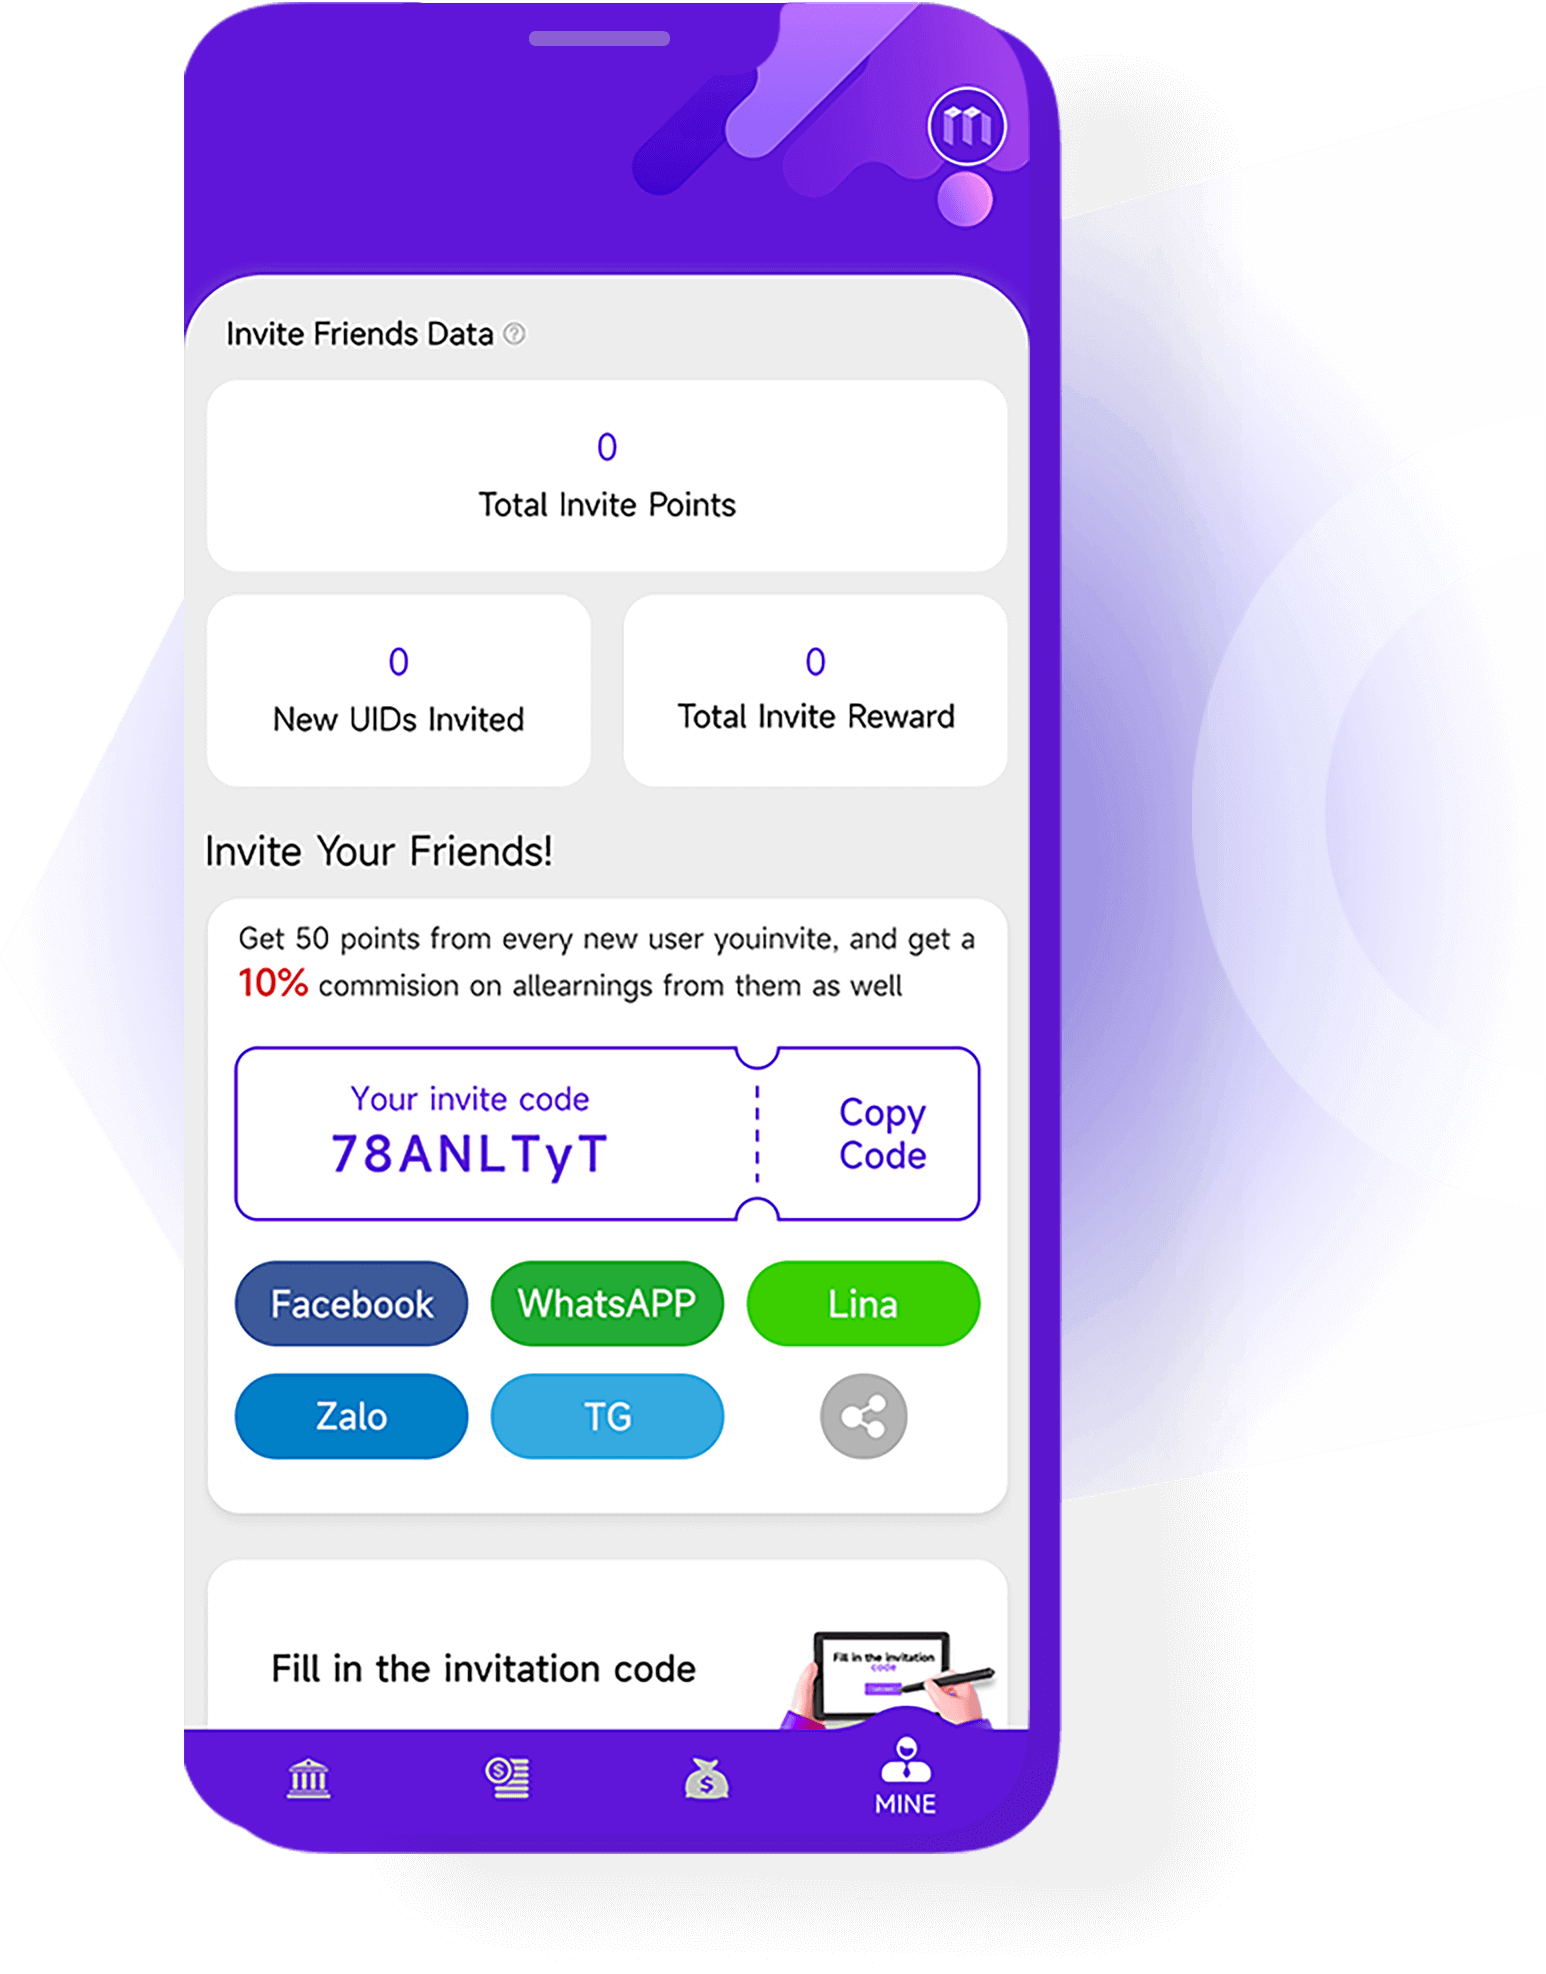 m
Invite Friends Data ?
0
Total Invite Points
0
New UIDs Invited
0
Total Invite Reward
Invite Your Friends!
Get 50 points from every new user youinvite, and get a
10% commision on allearnings from them as well
Your invite code
78ANLTyT
Copy
Code
Facebook
WhatsAPP
Lina
Zalo
TG
Fill in the invitation code
Fill in the invitation
code
$
$
MINE